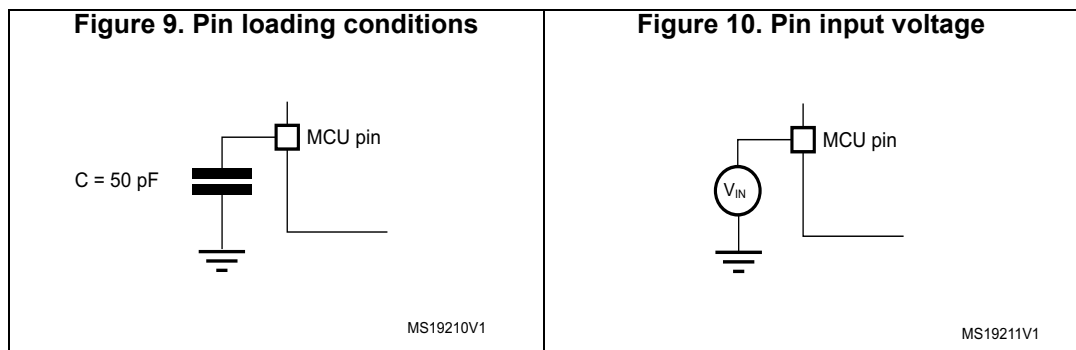 Figure 9. Pin loading conditions
MCU pin
C = 50 pF
MS19210V1
Figure 10. Pin input voltage
MCU pin
VIN
MS19211V1